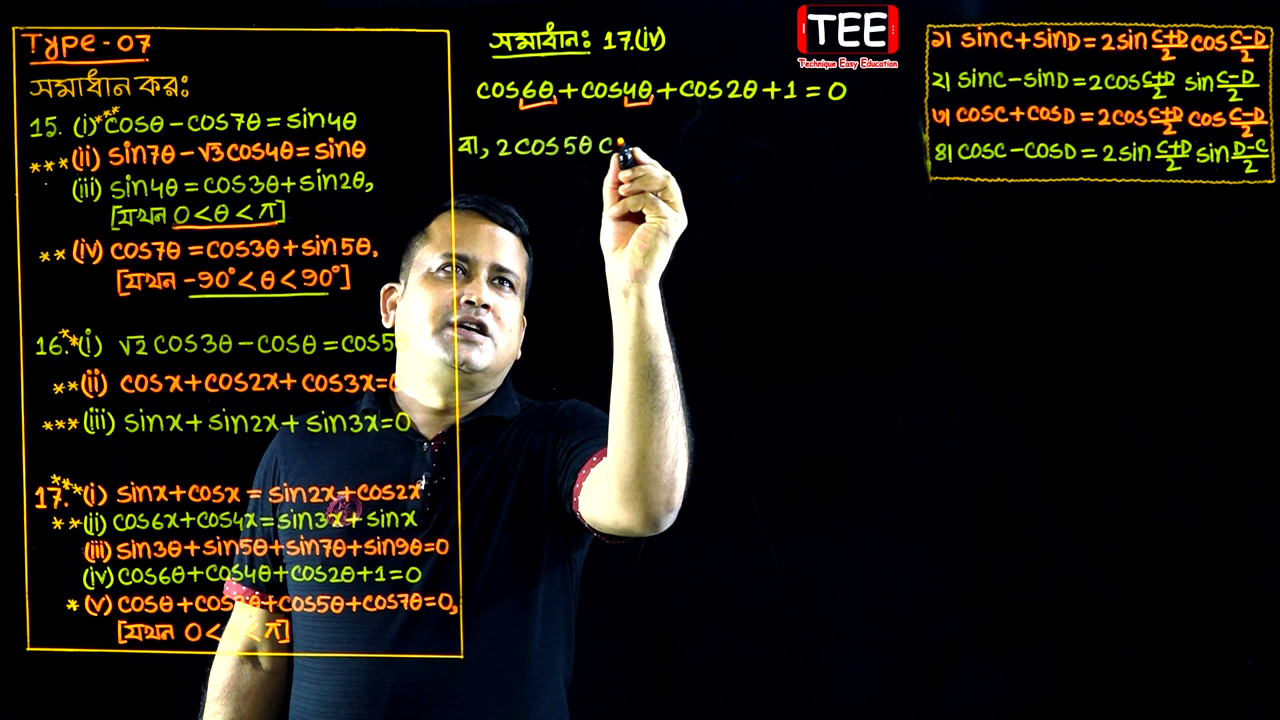 Type-07
সমাধান কর:
15. (i)*** cosθ - cos7θ = sin4θ
*** (ii) sin7θ - √3cos4θ = sinθ
(iii) sin4θ = cos3θ + sin2θ,
[যখন 0 < θ < π]
** (iv) cos7θ = cos3θ + sin5θ,
[যখন -90° < θ < 90°]
16.** (i) √2 cos3θ - cosθ = cos5
** (ii) cosx + cos2x + cos3x = 0
*** (iii) sinx + sin2x + sin3x = 0
17.*** (i) sinx + cosx = sin2x + cos2x
** (ii) cos6x + cos4x = sin3x + sinx
(iii) sin3θ + sin5θ + sin7θ + sin9θ = 0
(iv) cos6θ + cos4θ + cos2θ + 1 = 0
* (v) cosθ + cos3θ + cos5θ + cos7θ = 0,
[যখন 0 < θ < π]
সমাধান: 17.(iv)
cos6θ + cos4θ + cos2θ + 1 = 0
বা, 2cos5θ c
TEE
Technique Easy Education
১। sinC + sinD = 2sin (C+D)/2 cos (C-D)/2
২। sinC - sinD = 2cos (C+D)/2 sin (C-D)/2
৩। cosC + cosD = 2cos (C+D)/2 cos (C-D)/2
৪। cosC - cosD = 2sin (C+D)/2 sin (D-C)/2